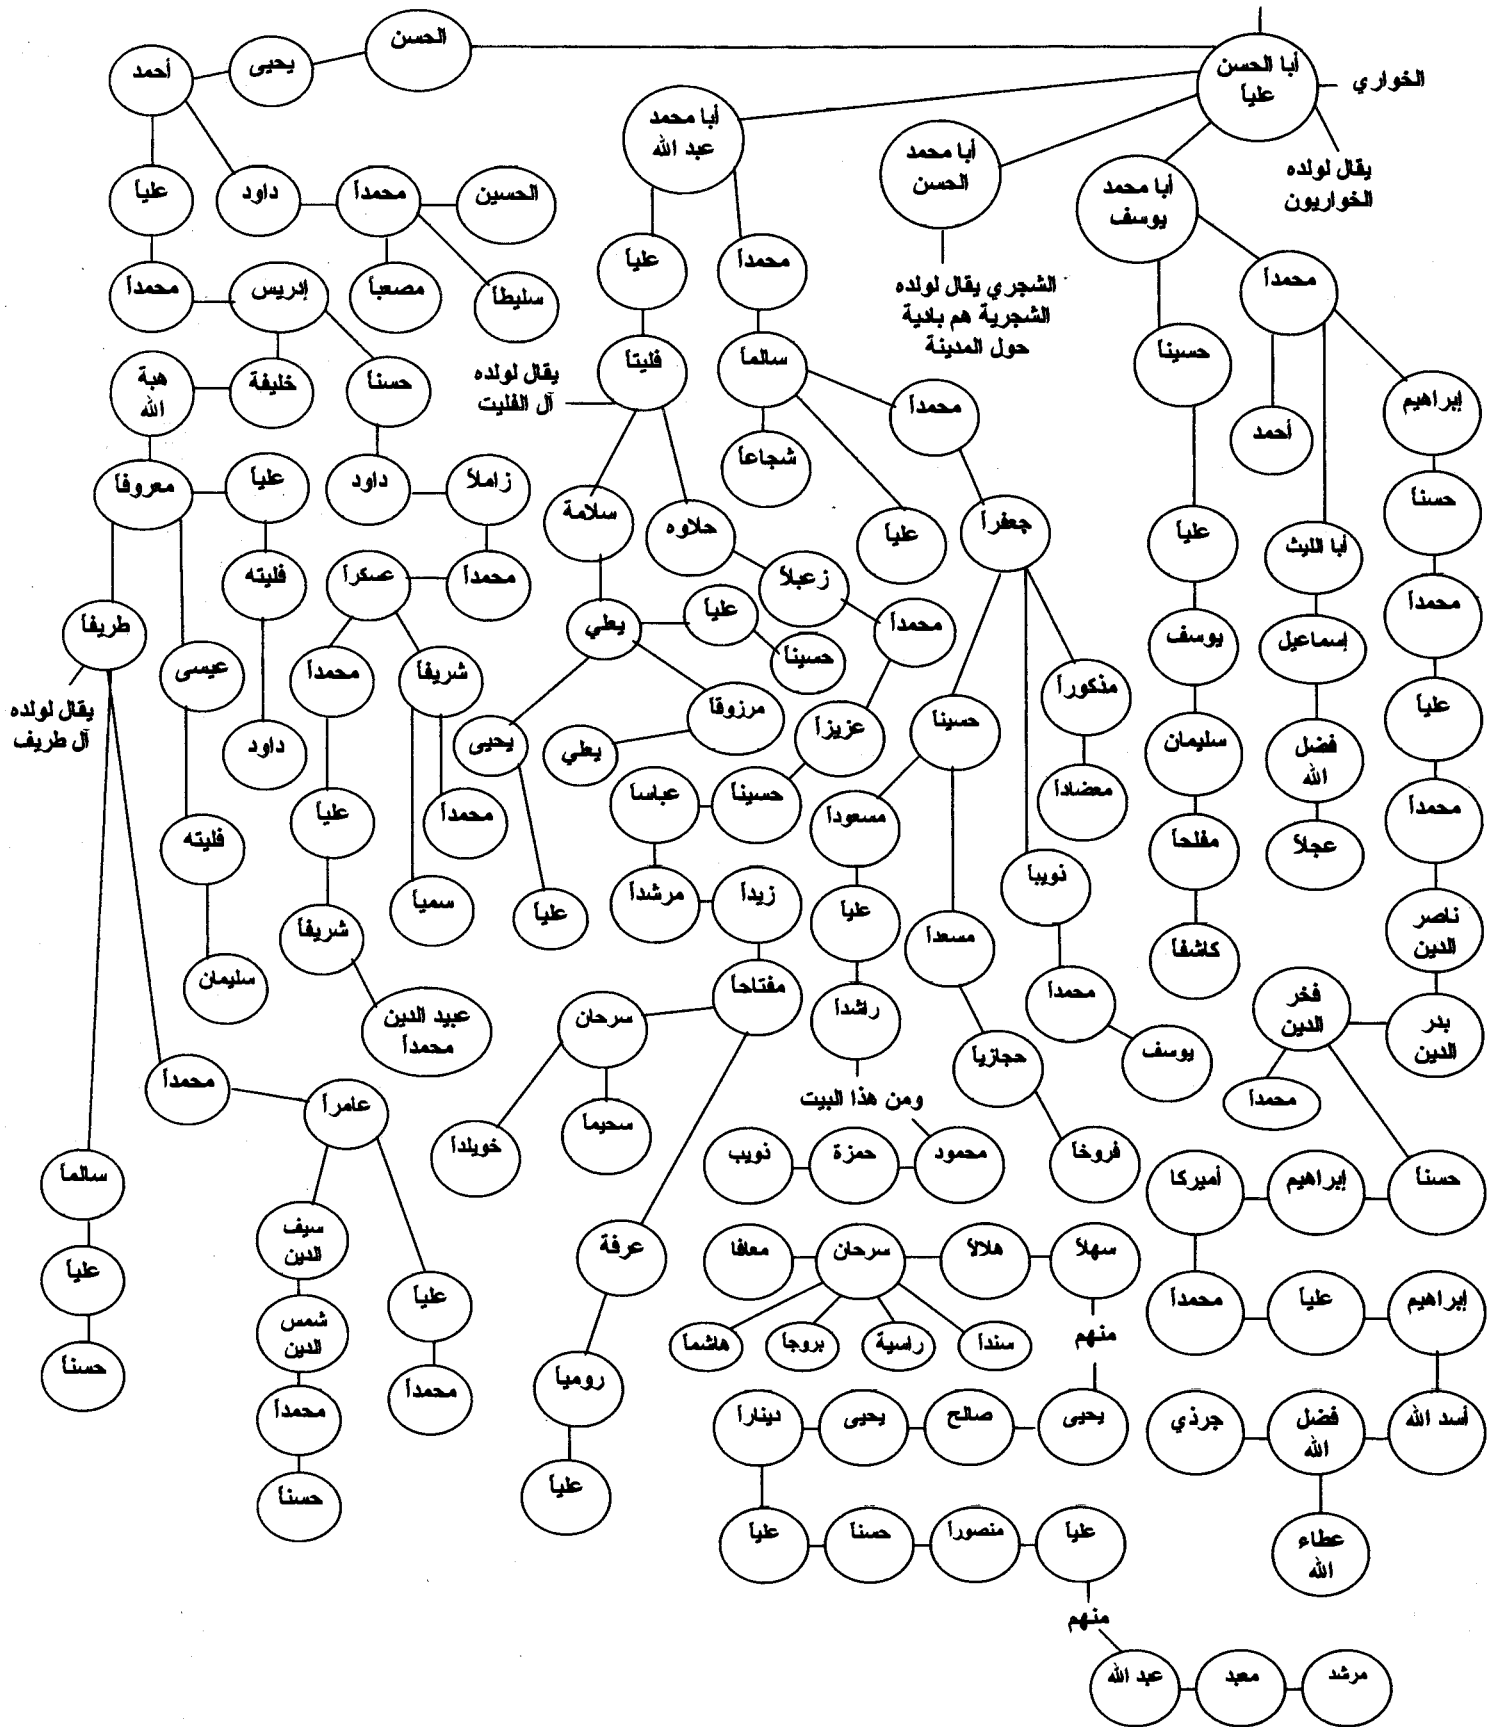 الحسن
أبا الحسن
علياً
الخواري
يقال لولده
الخواريون
يحيى
أحمد
أبا محمد
عبد الله
أبا محمد
الحسن
أبا محمد
يوسف
علياً
داود
محمداً
الحسين
علياً
محمداً
الشجري يقال لولده
الشجرية هم بادية
حول المدينة
محمداً
محمداً
إدريس
مصعباً
سليطاً
حسيناً
هبة
الله
خليفة
حسناً
يقال لولده
آل الفليت
فليتاً
سالماً
محمداً
أحمد
إبراهيم
معروفاً
علياً
داود
زاملاً
شجاعاً
حسناً
سلامة
حلاوه
علياً
جعفراً
علياً
أبا الليث
فليته
عسكراً
محمداً
زعبلاً
محمداً
طريفاً
يعلي
علياً
حسيناً
محمداً
يوسف
إسماعيل
عيسى
محمداً
شريفاً
مذكوراً
يقال لولده
آل طريف
داود
يحيى
يعلي
مرزوقا
عزيزاً
حسينا
سليمان
فضل
الله
علياً
فليته
علياً
محمداً
عباسا
حسيناً
مسعوداً
معضاداً
مفلحاً
عجلاً
محمداً
سمياً
علياً
مرشداً
زيداً
علياً
نويباً
شريفاً
مسعداً
كاشفاً
ناصر
الدين
سليمان
عبيد الدين
محمداً
سرحان
مفتاحاً
راشداً
محمداً
يوسف
فخر
الدين
بدر
الدين
محمداً
عامراً
خويلداً
سحيما
حجازياً
ومن هذا البيت
محمداً
سالماً
نويب
حمزة
محمود
فروخا
أميركا
إبراهيم
حسناً
سيف
الدين
علياً
علياً
عرفة
معافا
سرحان
هلالاً
سهلاً
محمداً
علياً
إبراهيم
شمس
الدين
هاشماً
بروجاً
راسية
سنداً
منهم
حسناً
محمداً
محمداً
رومياً
ديناراً
يحيى
صالح
يحيى
جرذي
فضل
الله
أسد الله
حسناً
علياً
علياً
حسنا
منصوراً
علياً
عطاء
الله
منهم
عبد الله
معبد
مرشد